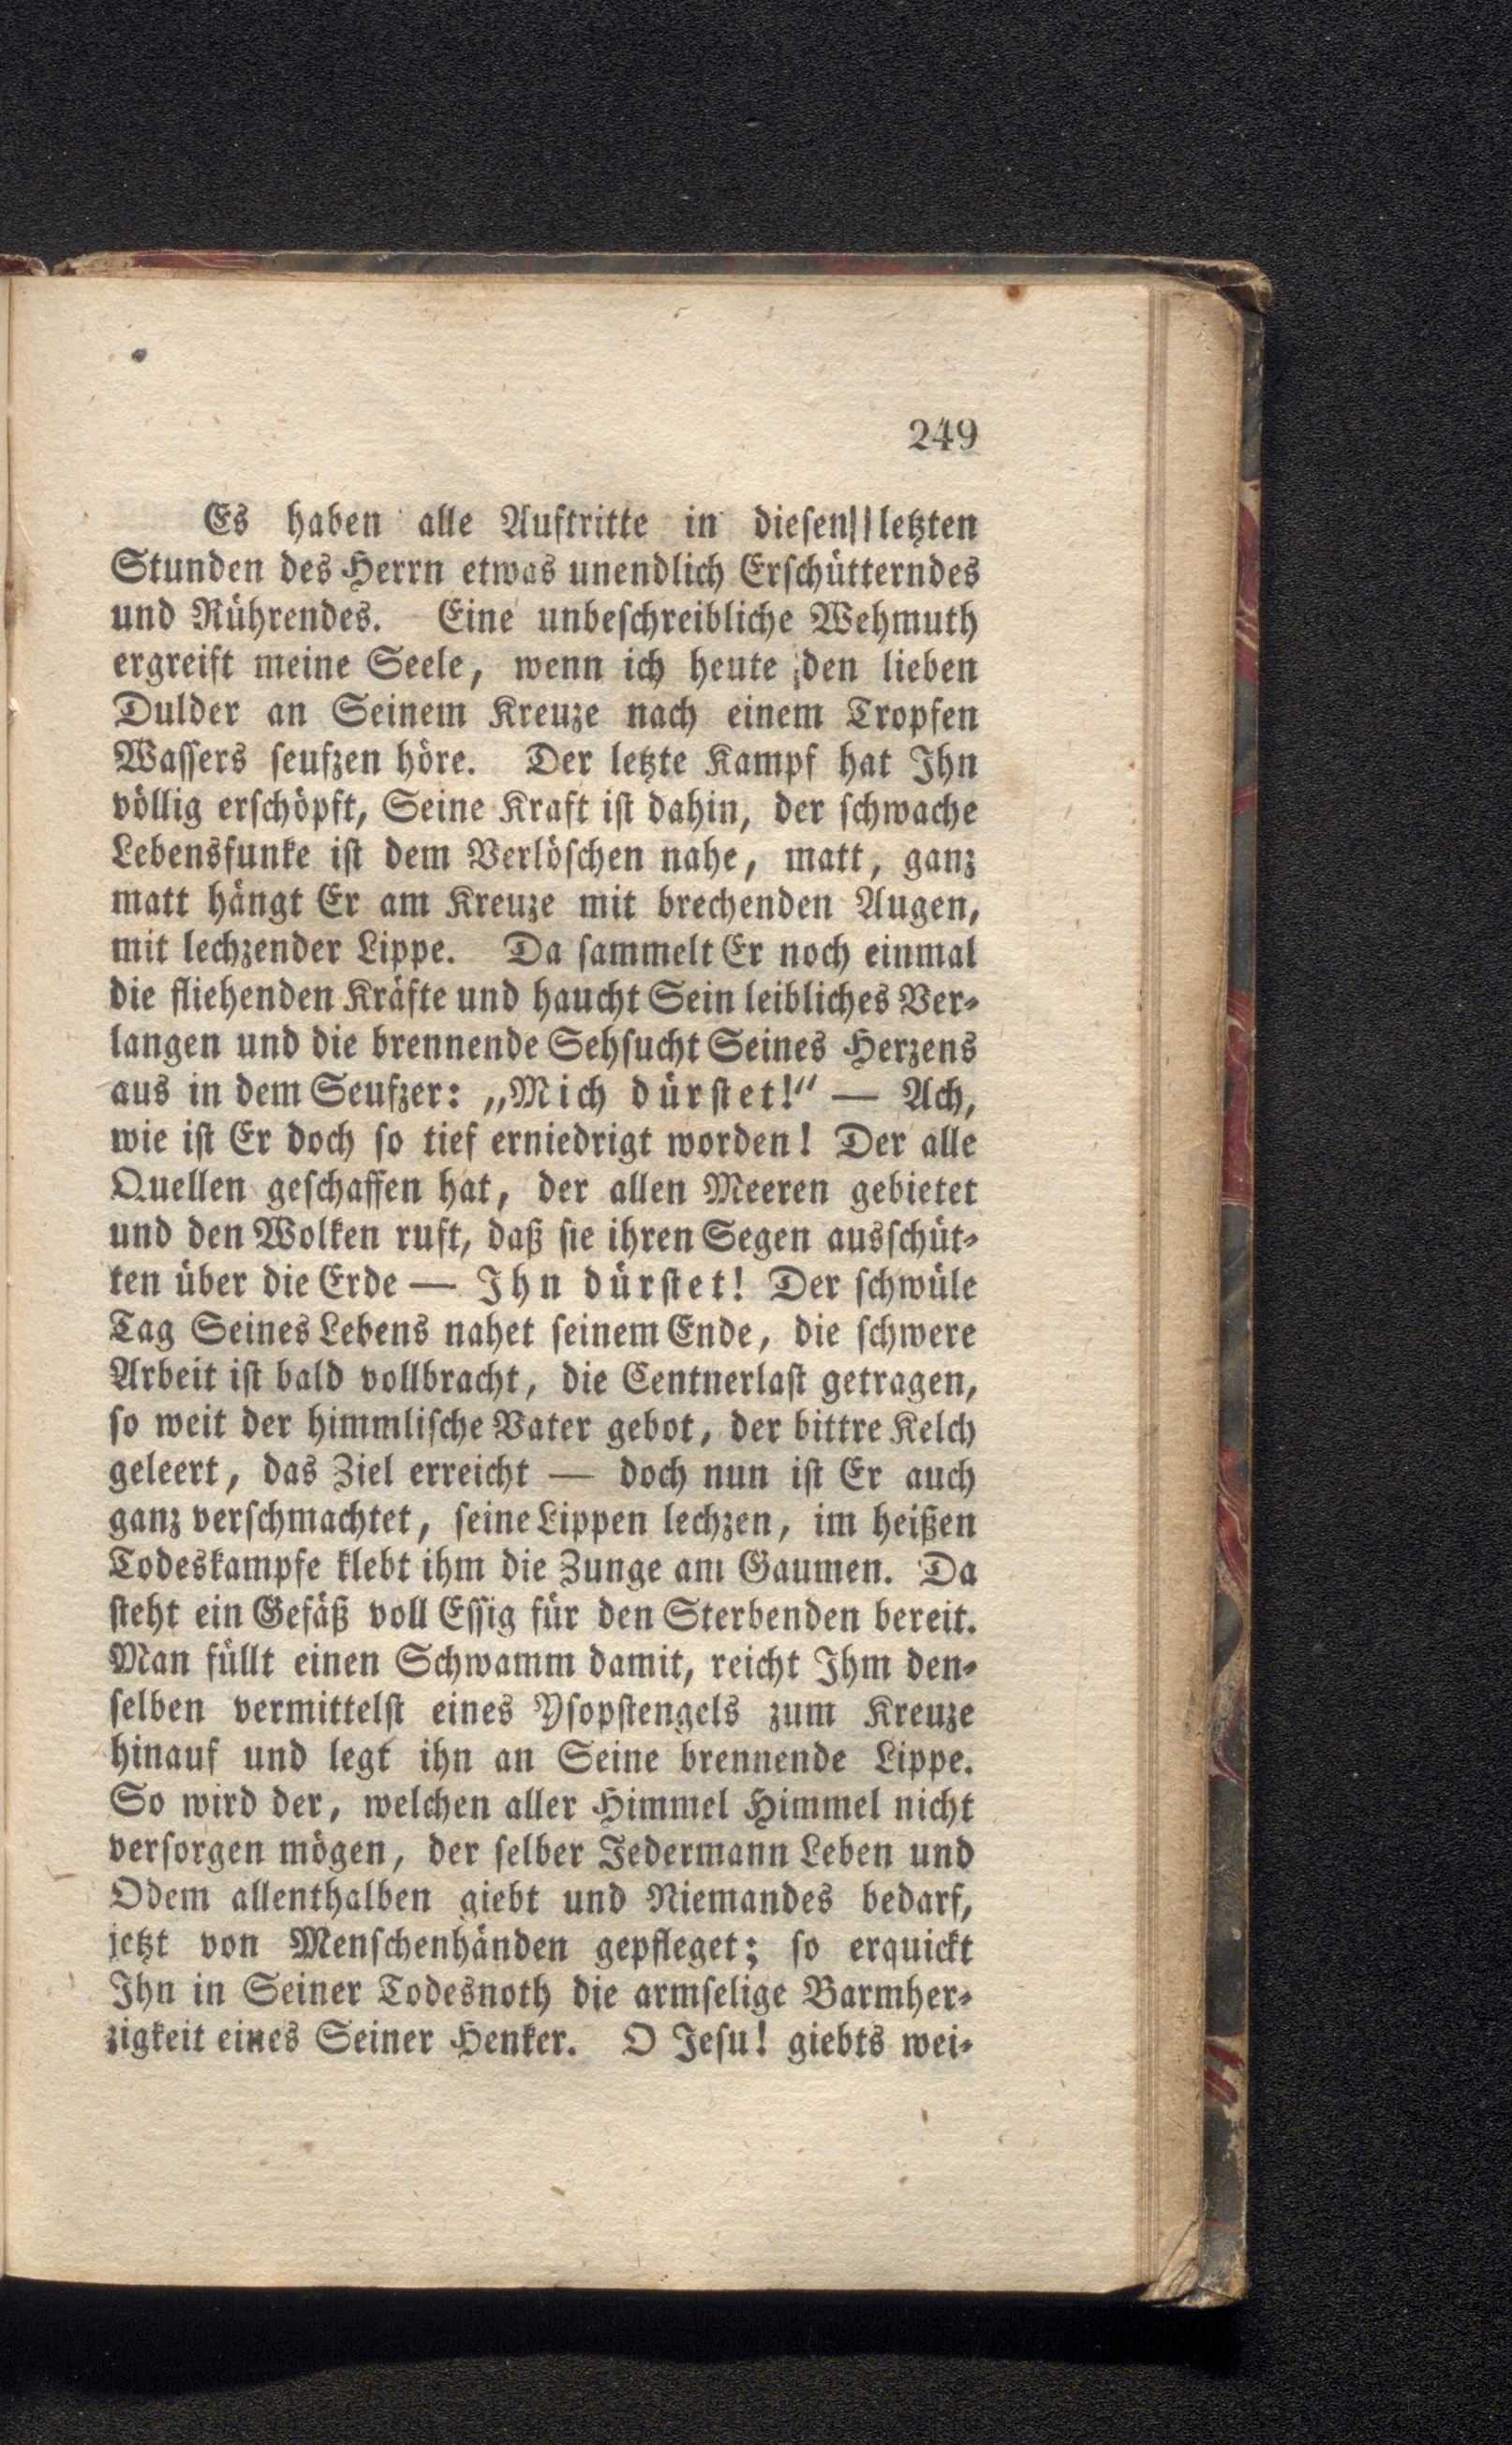 249
Es haben alle Auftritte in diesen letzten
Stunden des Herrn etwas unendlich Erschütterndes
und Rührendes. Eine unbeschreibliche Wehmuth
ergreift meine Seele, wenn ich heute den lieben
Dulder an Seinem Kreuze nach einem Tropfen
Wassers seufzen höre. Der letzte Kampf hat Ihn
völlig erschöpft, Seine Kraft ist dahin, der schwache
Lebensfunke ist dem Verlöschen nahe, matt, ganz
matt hängt Er am Kreuze mit brechenden Augen,
mit lechzender Lippe. Da sammelt Er noch einmal
die fliehenden Kräfte und haucht Sein leibliches Ver-
langen und die brennende Sehsucht Seines Herzens
aus in dem Seufzer: „Mich dürstet!“ — Ach,
wie ist Er doch so tief erniedrigt worden! Der alle
Quellen geschaffen hat, der allen Meeren gebietet
und den Wolken ruft, daß sie ihren Segen ausschüt-
ten über die Erde — Ihn dürstet! Der schwüle
Tag Seines Lebens nahet seinem Ende, die schwere
Arbeit ist bald vollbracht, die Centnerlast getragen,
so weit der himmlische Vater gebot, der bittre Kelch
geleert, das Ziel erreicht — doch nun ist Er auch
ganz verschmachtet, seine Lippen lechzen, im heißen
Todeskampfe klebt ihm die Zunge am Gaumen. Da
steht ein Gefäß voll Essig für den Sterbenden bereit.
Man füllt einen Schwamm damit, reicht Ihm den-
selben vermittelst eines Ysopstengels zum Kreuze
hinauf und legt ihn an Seine brennende Lippe.
So wird der, welchen aller Himmel Himmel nicht
versorgen mögen, der selber Jedermann Leben und
Odem allenthalben giebt und Niemandes bedarf,
jetzt von Menschenhänden gepfleget; so erquickt
Ihn in Seiner Todesnoth die armselige Barmher-
zigkeit eines Seiner Henker. O Jesu! giebts wei-